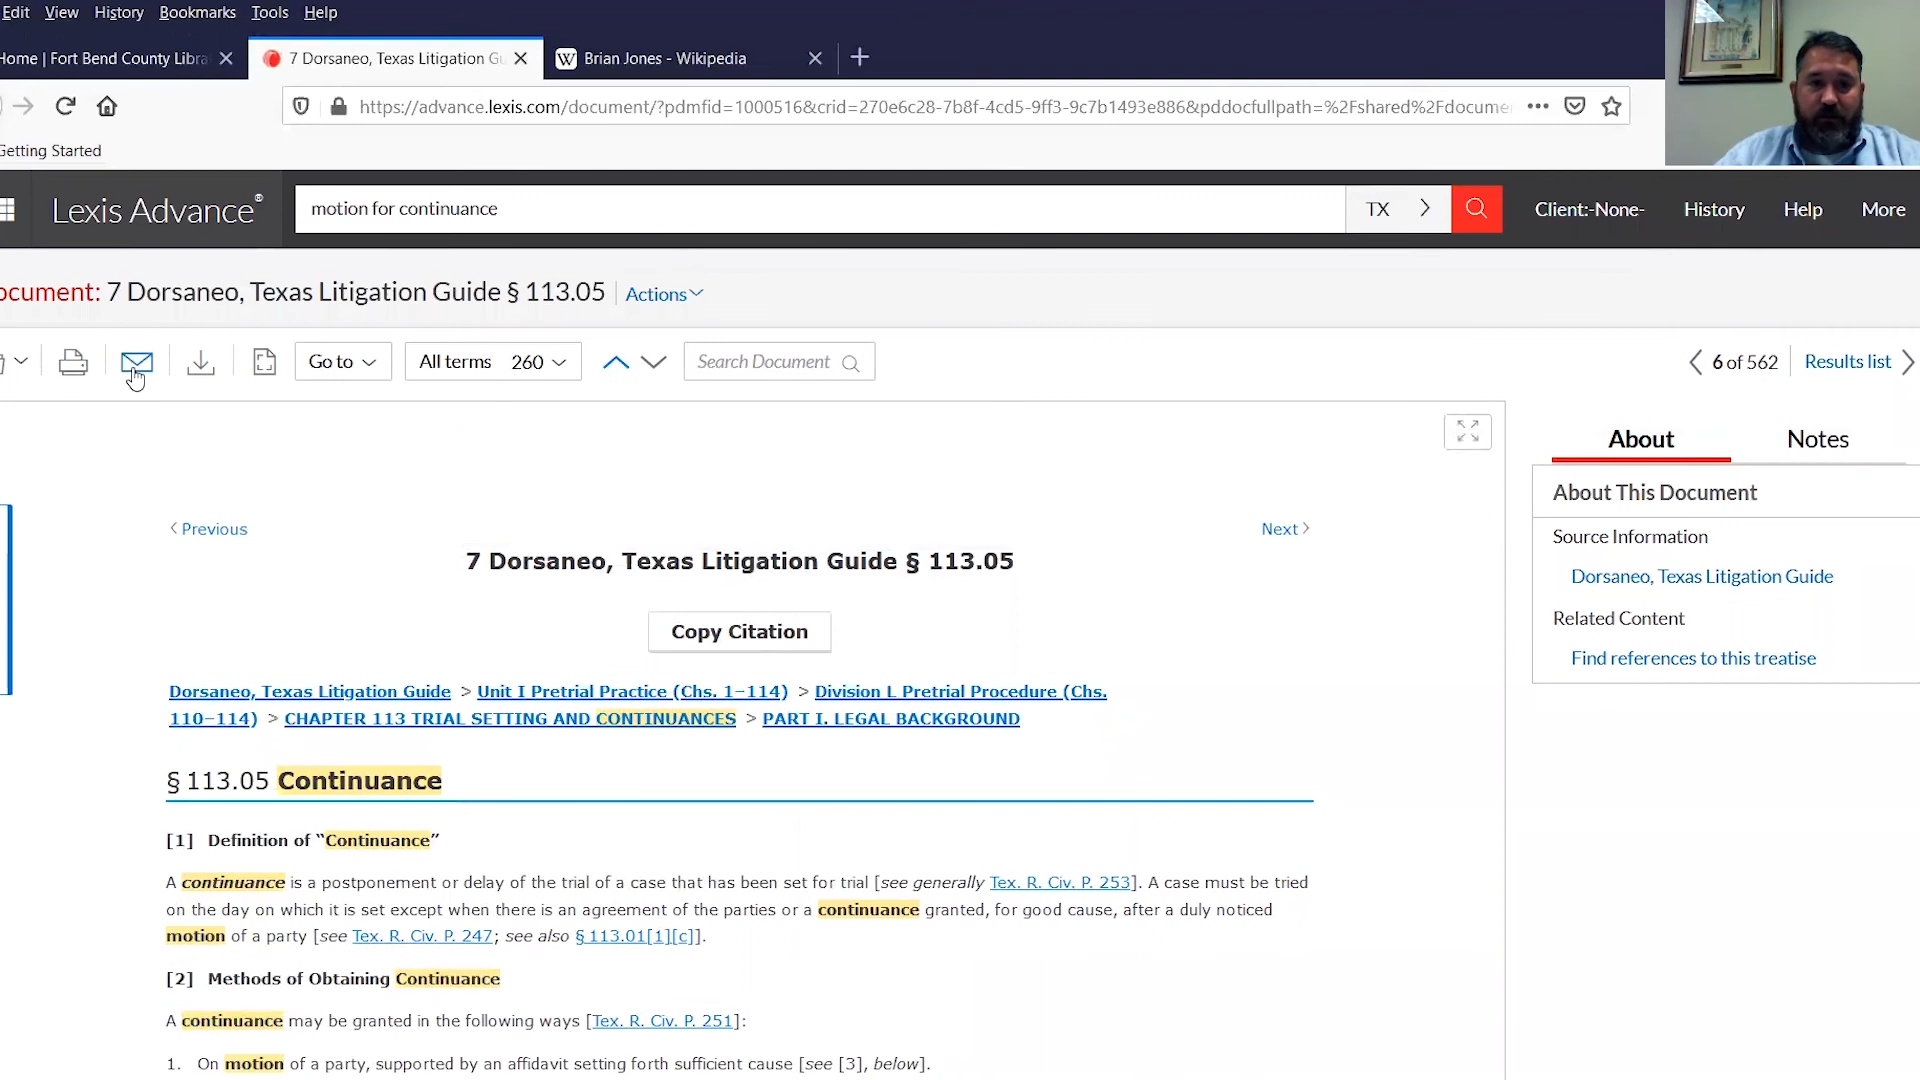 Edit View History Bookmarks Tools Help
Home | Fort Bend County Libra
7 Dorsaneo, Texas Litigation Gu
Brian Jones - Wikipedia
https://advance.lexis.com/document/?pdmfid=1000516&crid=270e6c28-7b8f-4cd5-9ff3-9c7b1493e886&pddocfullpath=%2Fshared%2Fdocume
Getting Started
Lexis Advance®
motion for continuance
TX
Client:-None-
History
Help
More
ocument: 7 Dorsaneo, Texas Litigation Guide § 113.05
Actions
Go to
All terms 260
Search Document
6 of 562
Results list
About
Notes
About This Document
Source Information
Dorsaneo, Texas Litigation Guide
Related Content
Find references to this treatise
Previous
Next
7 Dorsaneo, Texas Litigation Guide § 113.05
Copy Citation
Dorsaneo, Texas Litigation Guide > Unit I Pretrial Practice (Chs. 1–114) > Division L Pretrial Procedure (Chs.
110–114) > CHAPTER 113 TRIAL SETTING AND CONTINUANCES > PART I. LEGAL BACKGROUND
§ 113.05 Continuance
[1] Definition of “Continuance”
A continuance is a postponement or delay of the trial of a case that has been set for trial [see generally Tex. R. Civ. P. 253]. A case must be tried
on the day on which it is set except when there is an agreement of the parties or a continuance granted, for good cause, after a duly noticed
motion of a party [see Tex. R. Civ. P. 247; see also § 113.01[1][c]].
[2] Methods of Obtaining Continuance
A continuance may be granted in the following ways [Tex. R. Civ. P. 251]:
1. On motion of a party, supported by an affidavit setting forth sufficient cause [see [3], below].